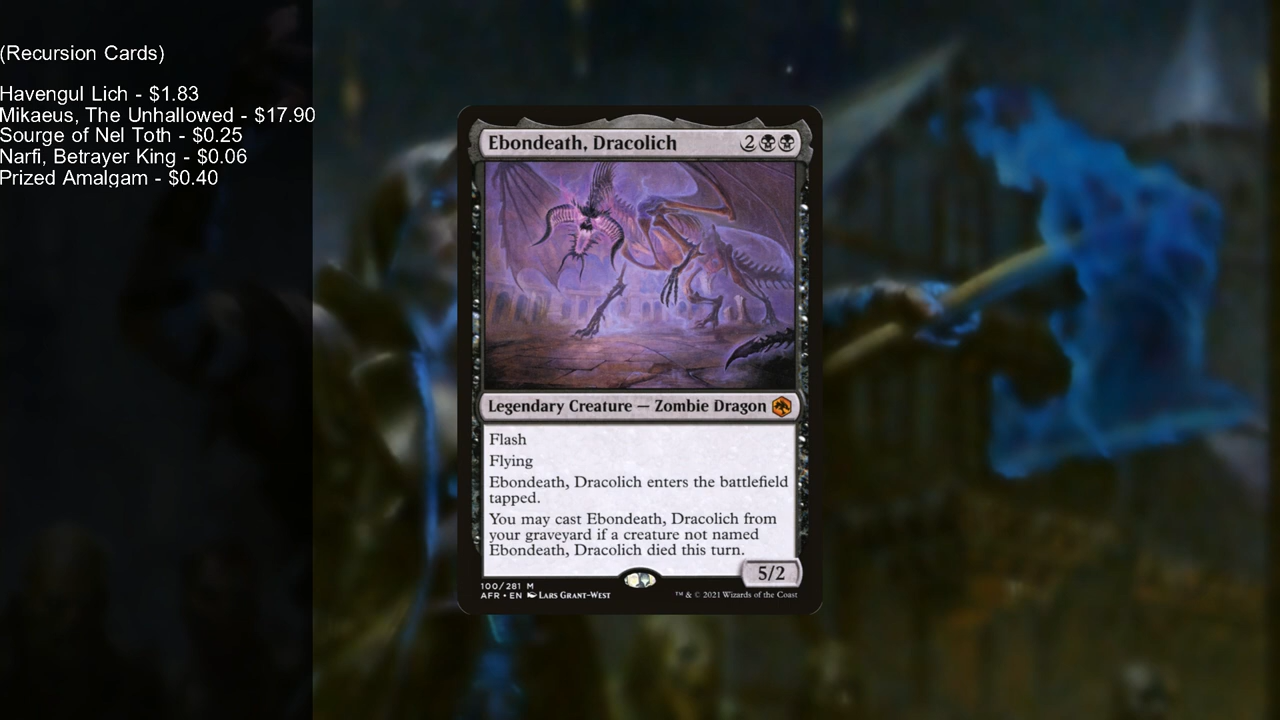 (Recursion Cards)
Havengul Lich - $1.83
Mikaeus, The Unhallowed - $17.90
Sourge of Nel Toth - $0.25
Narfi, Betrayer King - $0.06
Prized Amalgam - $0.40
Ebondeath, Dracolich 2
Legendary Creature — Zombie Dragon
Flash
Flying
Ebondeath, Dracolich enters the battlefield
tapped.
You may cast Ebondeath, Dracolich from
your graveyard if a creature not named
Ebondeath, Dracolich died this turn.
5/2
100/281 M
AFR • EN Lars Grant-West
™ & © 2021 Wizards of the Coast